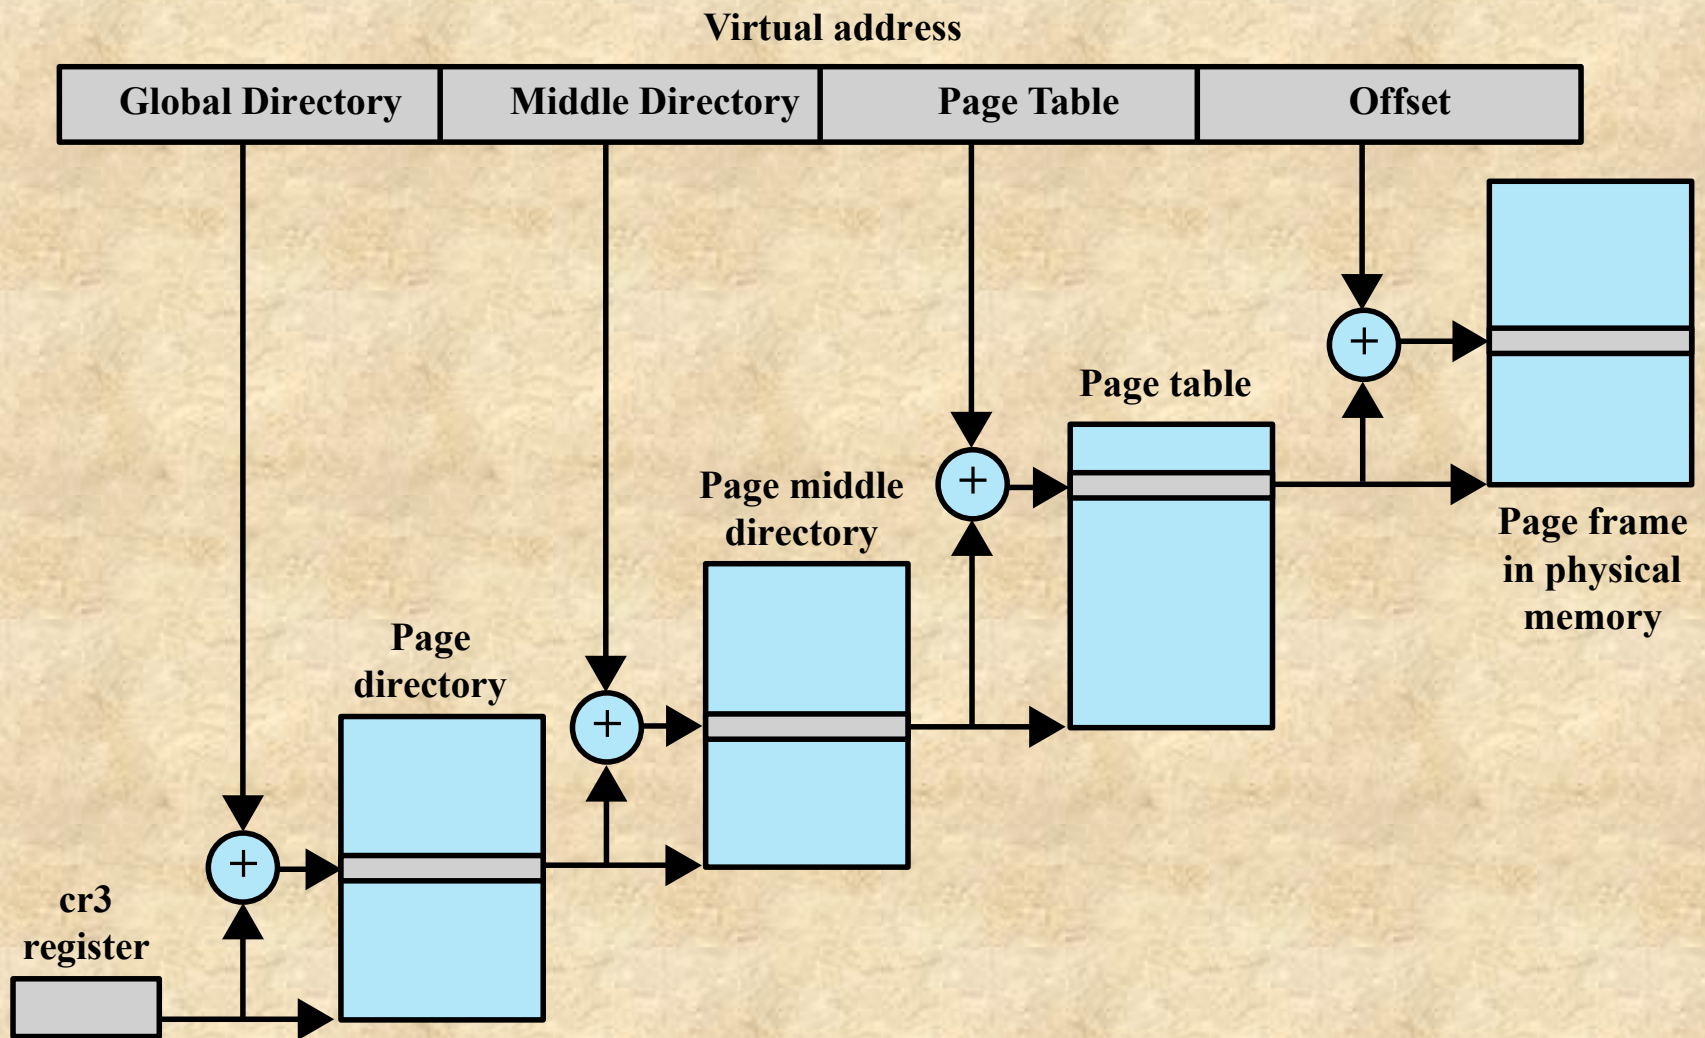 Virtual address
Global Directory
Middle Directory
Page Table
Offset
+
Page table
+
Page middle
directory
Page frame
in physical
memory
Page
directory
+
+
cr3
register